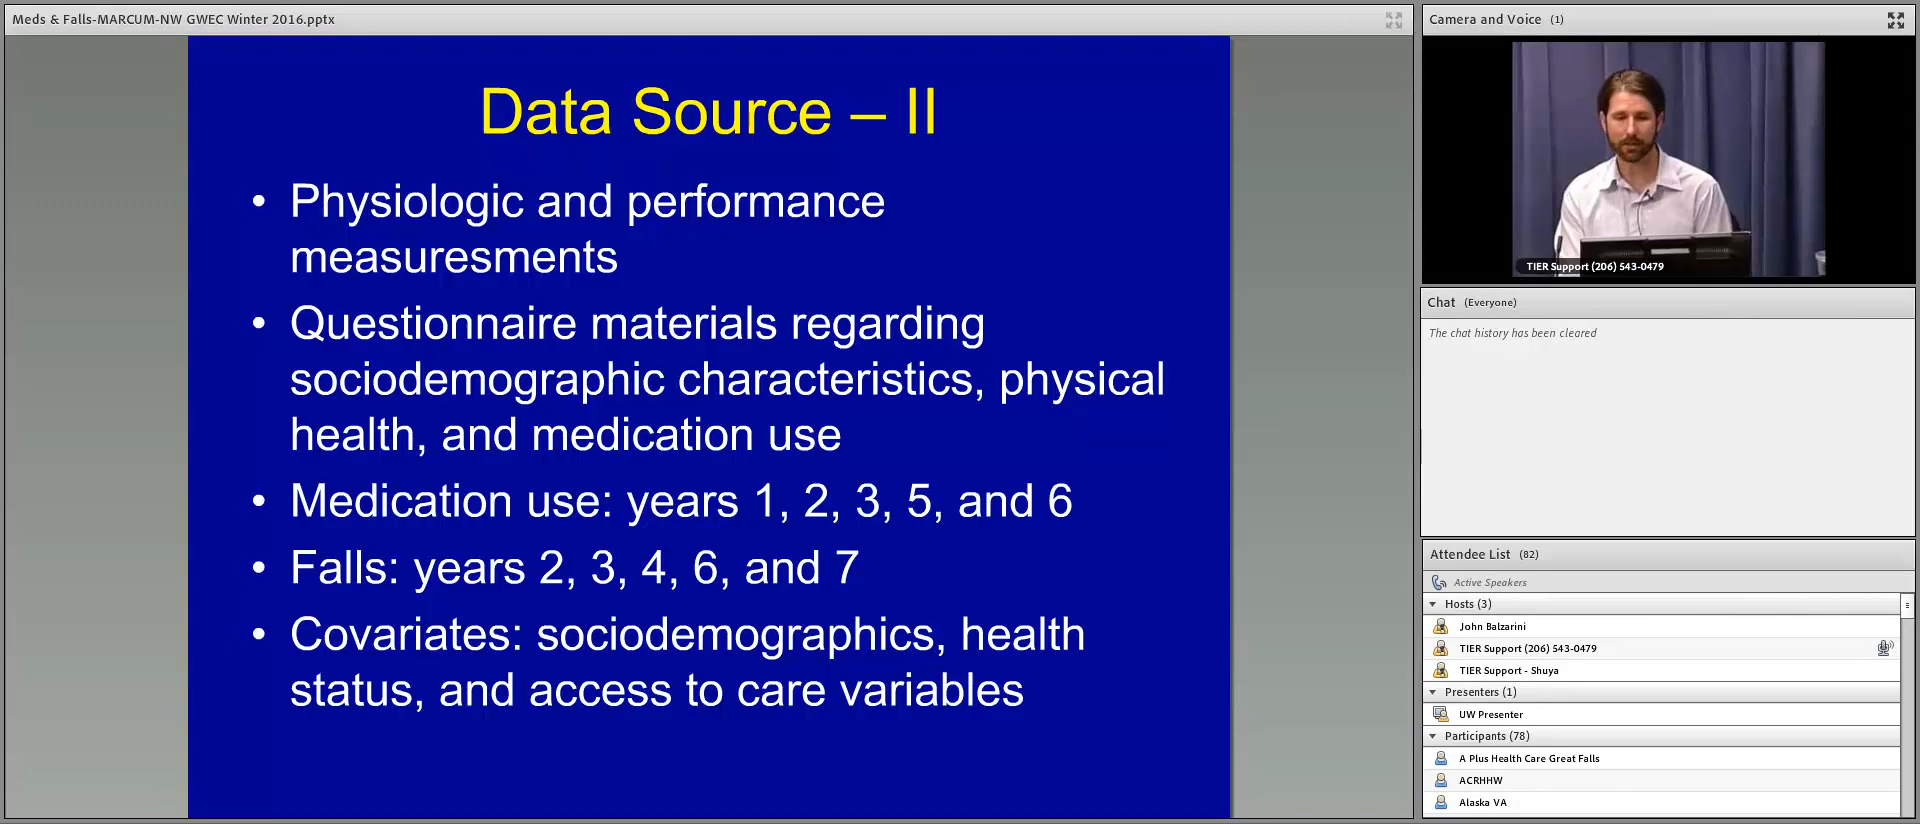 Meds & Falls-MARCUM-NW GWEC Winter 2016.pptx
Data Source – II
• Physiologic and performance
measuresments
• Questionnaire materials regarding
sociodemographic characteristics, physical
health, and medication use
• Medication use: years 1, 2, 3, 5, and 6
• Falls: years 2, 3, 4, 6, and 7
• Covariates: sociodemographics, health
status, and access to care variables
Camera and Voice (1)
TIER Support (206) 543-0479
Chat (Everyone)
The chat history has been cleared
Attendee List (82)
Active Speakers
Hosts (3)
John Balzarini
TIER Support (206) 543-0479
TIER Support - Shuya
Presenters (1)
UW Presenter
Participants (78)
A Plus Health Care Great Falls
ACRHHW
Alaska VA